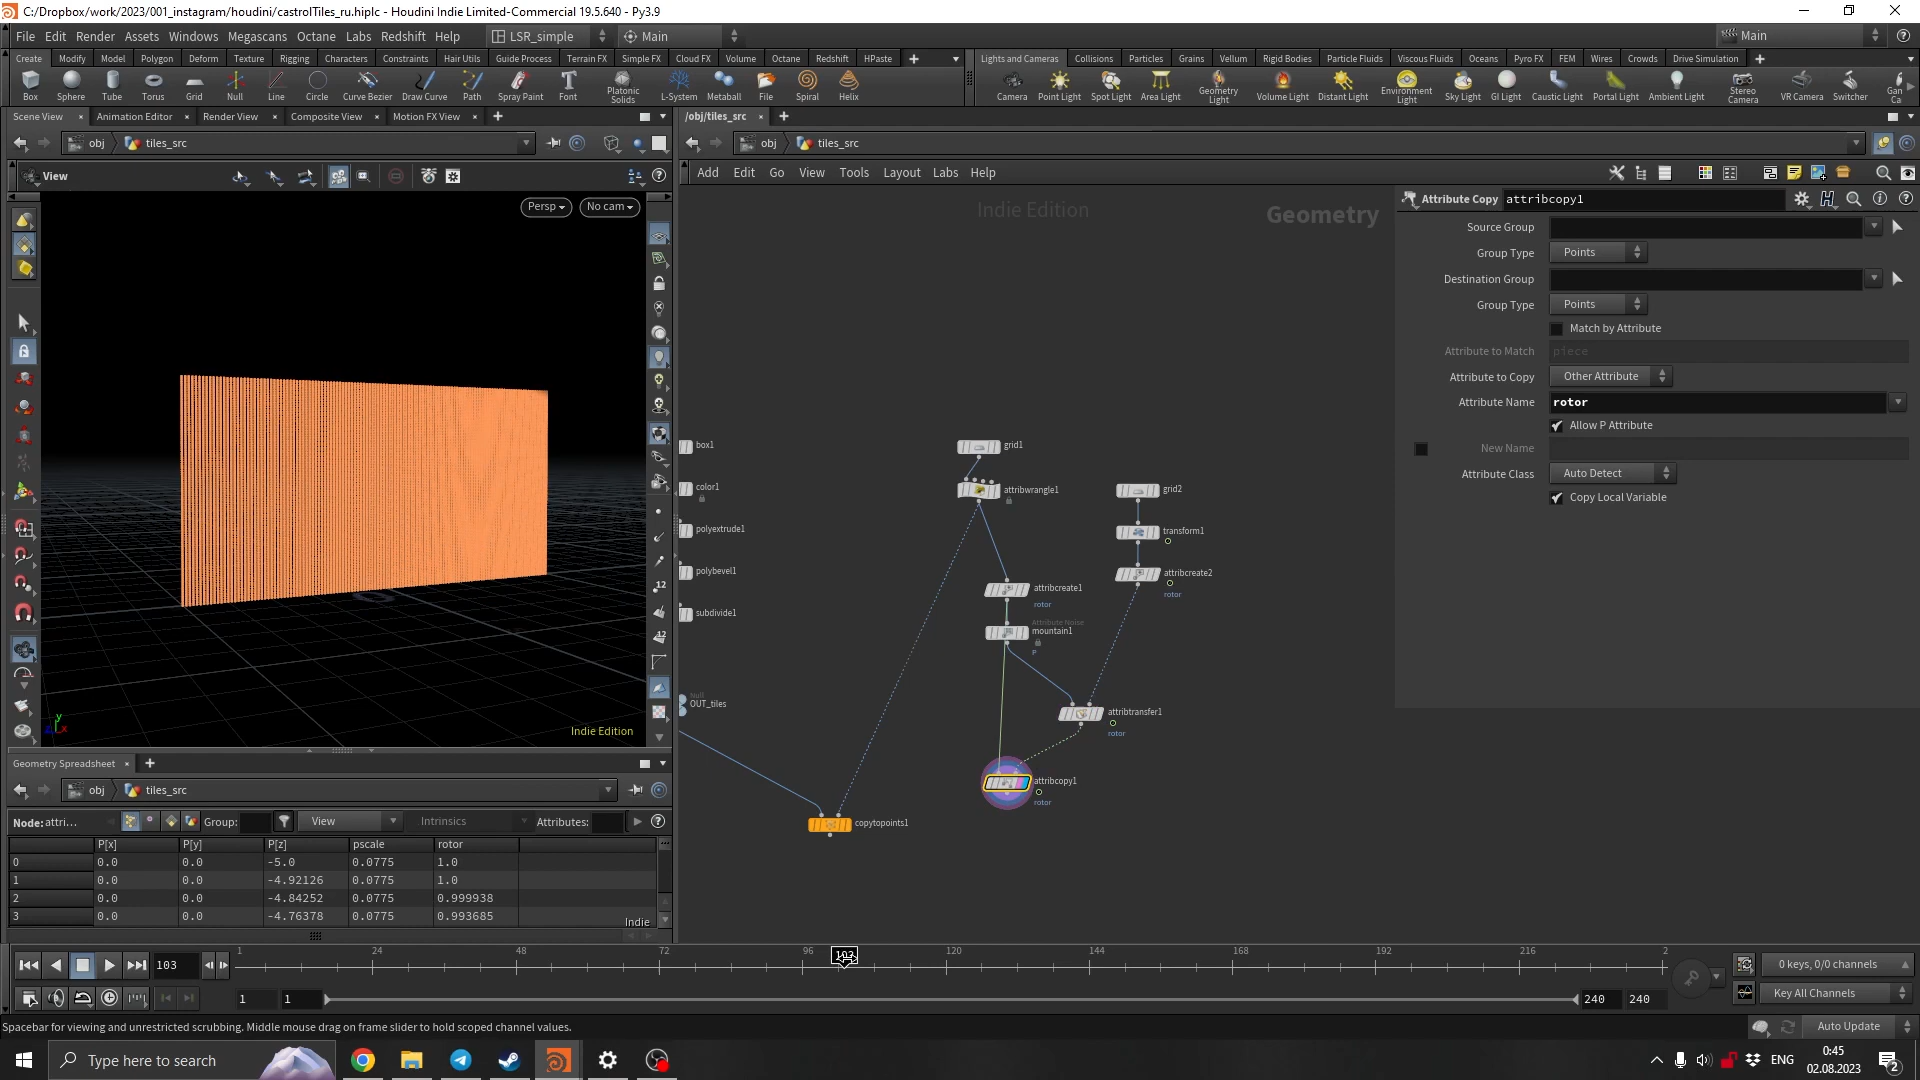 C:/Dropbox/work/2023/001_instagram/houdini/castrolTiles_ru.hiplc - Houdini Indie Limited-Commercial 19.5.640 - Py3.9
File Edit Render Assets Windows Megascans Octane Labs Redshift Help LSR_simple Main Main
Create Modify Model Polygon Deform Texture Rigging Characters Constraints Hair Utils Guide Process Terrain FX Simple FX Cloud FX Volume Octane Redshift HPaste
Lights and Cameras Collisions Particles Grains Vellum Rigid Bodies Particle Fluids Viscous Fluids Oceans Pyro FX FEM Wires Crowds Drive Simulation
Box Sphere Tube Torus Grid Null Line Circle Curve Bezier Draw Curve Path Spray Paint Font Platonic Solids L-System Metaball File Spiral Helix
Camera Point Light Spot Light Area Light Geometry Light Volume Light Distant Light Environment Light Sky Light GI Light Caustic Light Portal Light Ambient Light Stereo Camera VR Camera Switcher Gan Ca
Scene View Animation Editor Render View Composite View Motion FX View
/obj/tiles_src
obj tiles_src
obj tiles_src
View
Add Edit Go View Tools Layout Labs Help
Persp No cam
Indie Edition
Geometry
Attribute Copy attribcopy1
Source Group
Group Type Points
Destination Group
Group Type Points
Match by Attribute
Attribute to Match piece
Attribute to Copy Other Attribute
Attribute Name rotor
Allow P Attribute
New Name
Attribute Class Auto Detect
Copy Local Variable
box1
color1
polyextrude1
polybevel1
subdivide1
Null
OUT_tiles
grid1
attribwrangle1
grid2
transform1
attribcreate2
rotor
attribcreate1
rotor
Attribute Noise
mountain1
P
attribtransfer1
rotor
attribcopy1
rotor
copytopoints1
12
12
y
x
Indie Edition
Geometry Spreadsheet
obj tiles_src
Node: attri... Group: View Intrinsics Attributes:
P[x] P[y] P[z] pscale rotor
0 0.0 0.0 -5.0 0.0775 1.0
1 0.0 0.0 -4.92126 0.0775 1.0
2 0.0 0.0 -4.84252 0.0775 0.999938
3 0.0 0.0 -4.76378 0.0775 0.993685
Indie
103
1 24 48 72 96 120 144 168 192 216 2
103
0 keys, 0/0 channels
1 1 240 240
Key All Channels
Spacebar for viewing and unrestricted scrubbing. Middle mouse drag on frame slider to hold scoped channel values.
Auto Update
Type here to search
ENG
0:45
02.08.2023
2